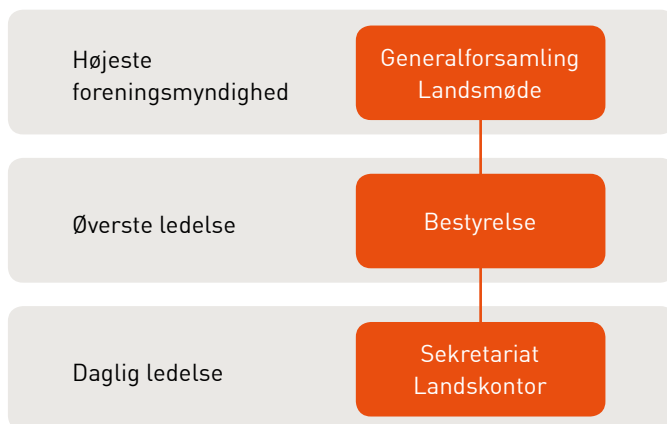 Højeste
foreningsmyndighed
Generalforsamling
Landsmøde
Øverste ledelse
Bestyrelse
Daglig ledelse
Sekretariat
Landskontor